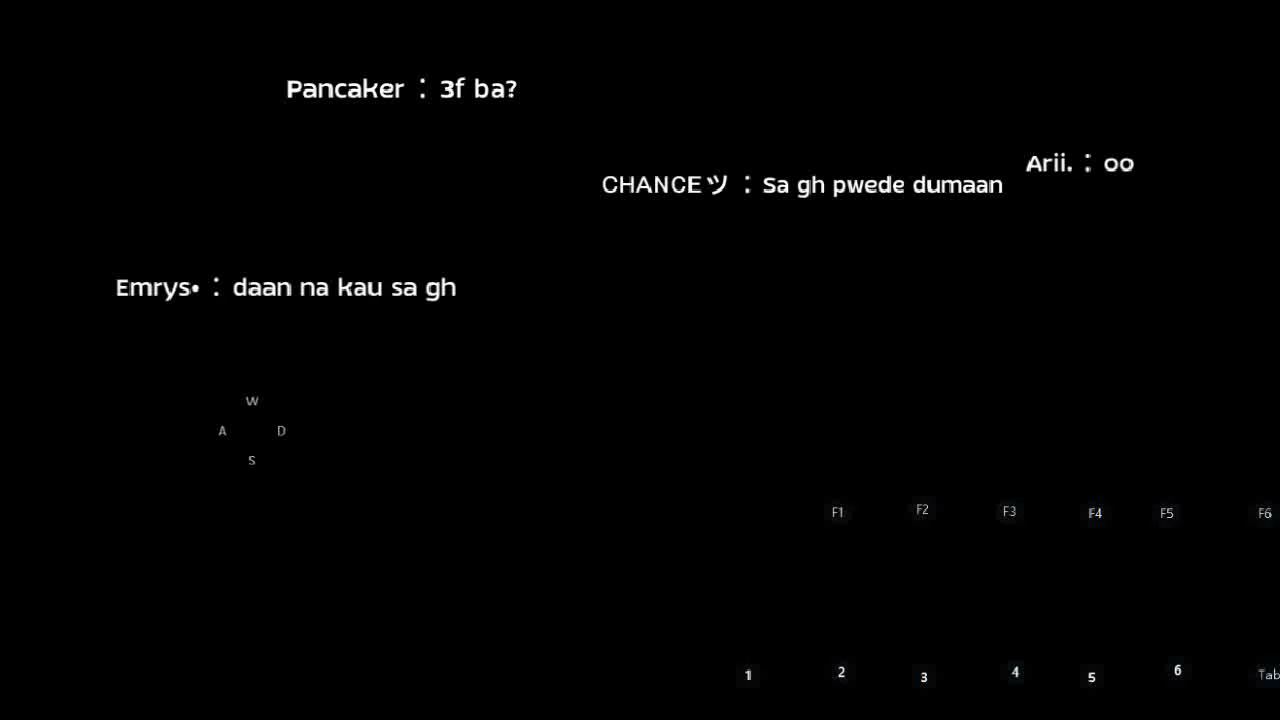 Pancaker : 3f ba?
Arii. : oo
CHANCEツ : Sa gh pwede dumaan
Emrys• : daan na kau sa gh
W
A D
S
F1 F2 F3 F4 F5 F6
1 2 3 4 5 6 Tab